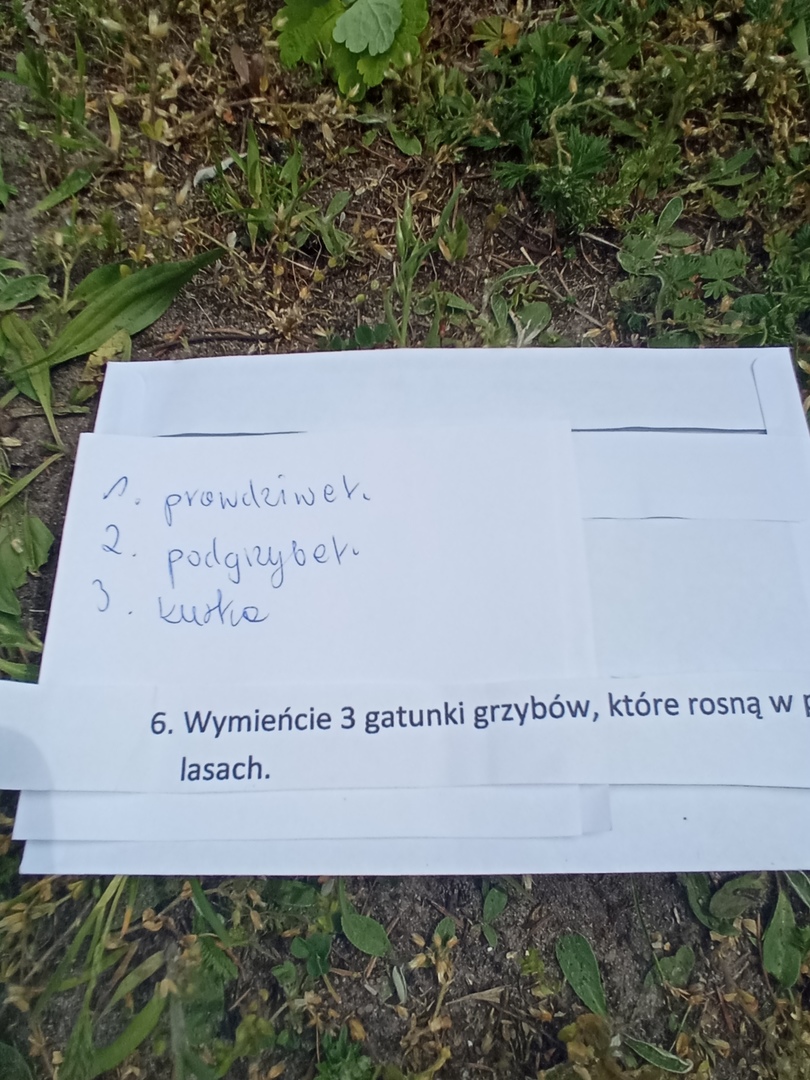 1. prawdziwek.
2. podgrzybek.
3. kurka
6. Wymieńcie 3 gatunki grzybów, które rosną w
lasach.